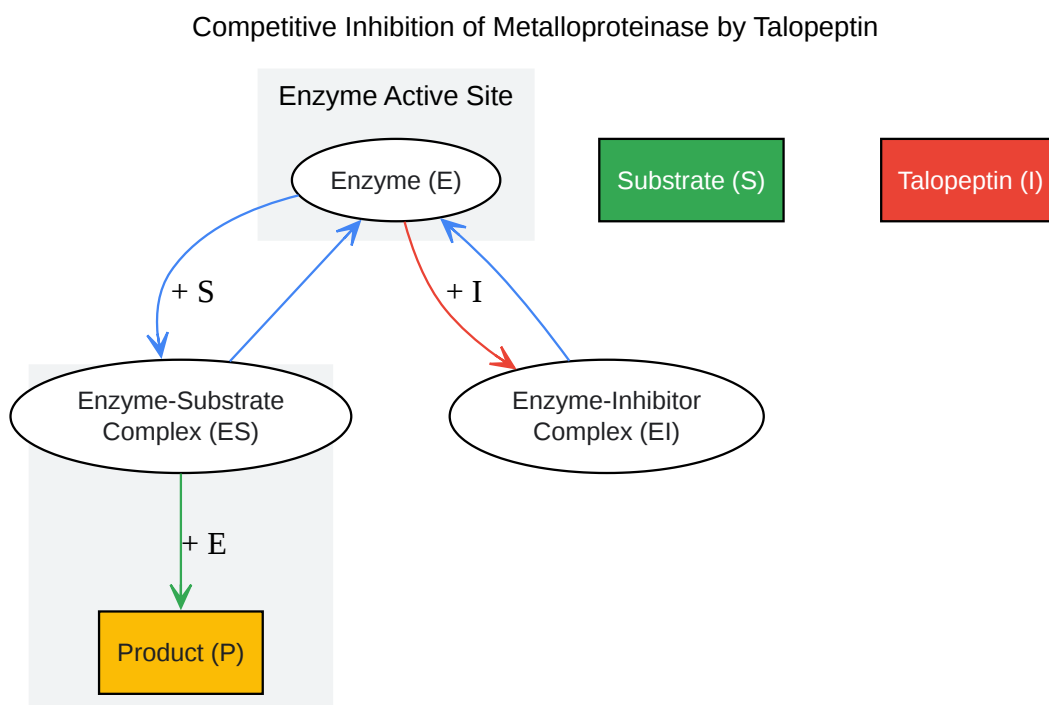 Competitive Inhibition of Metalloproteinase by Talopeptin
Enzyme Active Site
Enzyme (E)
Substrate (S)
Talopeptin (I)
+ S
+ I
Enzyme-Substrate
Complex (ES)
Enzyme-Inhibitor
Complex (EI)
+ E
Product (P)